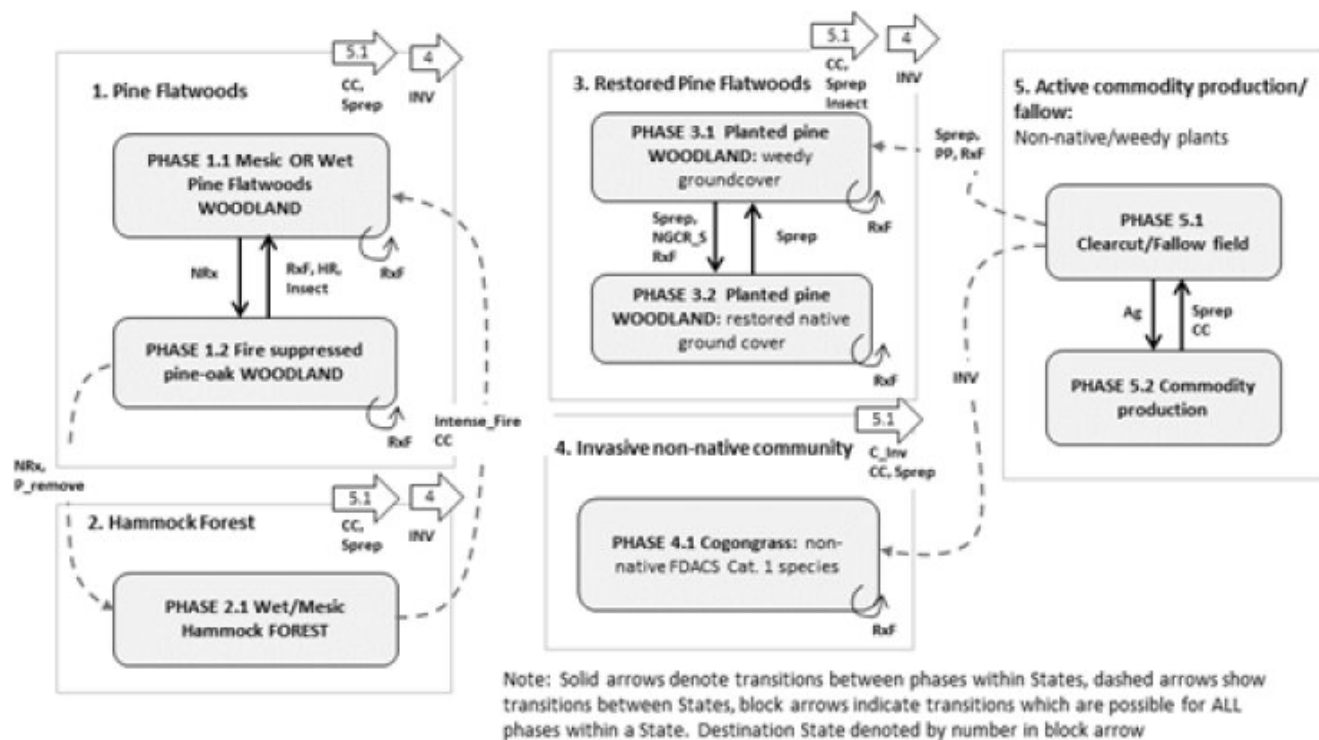 5.1
4
CC,
Sprep
INV
1. Pine Flatwoods
PHASE 1.1 Mesic OR Wet
Pine Flatwoods
WOODLAND
RxF
NRx
RxF, HR,
Insect
PHASE 1.2 Fire suppressed
pine-oak WOODLAND
RxF
Intense_Fire
CC
NRx,
P_remove
5.1
4
CC,
Sprep
INV
2. Hammock Forest
PHASE 2.1 Wet/Mesic
Hammock FOREST
5.1
4
CC,
Sprep
Insect
INV
3. Restored Pine Flatwoods
PHASE 3.1 Planted pine
WOODLAND: weedy
groundcover
RxF
Sprep,
NGCR_S
RxF
Sprep
PHASE 3.2 Planted pine
WOODLAND: restored native
ground cover
RxF
5.1
C_Inv
CC, Sprep
4. Invasive non-native community
PHASE 4.1 Cogongrass: non-
native FDACS Cat. 1 species
RxF
Sprep,
PP, RxF
INV
5. Active commodity production/
fallow:
Non-native/weedy plants
PHASE 5.1
Clearcut/Fallow field
Ag
Sprep
CC
PHASE 5.2 Commodity
production
Note: Solid arrows denote transitions between phases within States, dashed arrows show
transitions between States, block arrows indicate transitions which are possible for ALL
phases within a State. Destination State denoted by number in block arrow